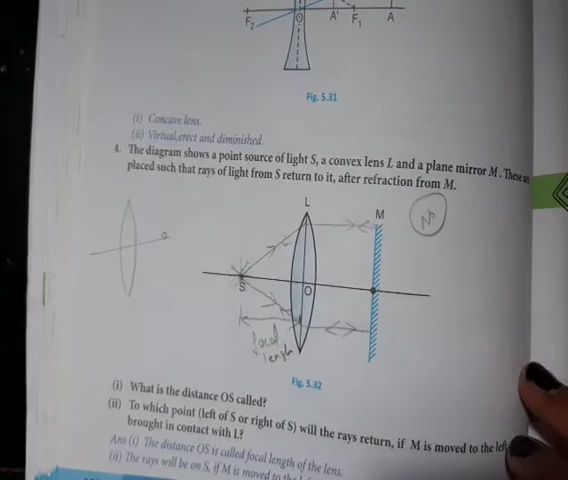 F₂
O
A'
F₁
A
Fig. 5.31
(i) Concave lens.
(ii) Virtual,erect and diminished.
4. The diagram shows a point source of light S, a convex lens L and a plane mirror M. These are
placed such that rays of light from S return to it, after refraction from M.
L
M
No
S
O
focal
length
Fig. 5.32
(i) What is the distance OS called?
(ii) To which point (left of S or right of S) will the rays return, if M is moved to the left
brought in contact with L?
Ans (i) The distance OS is called focal length of the lens.
(ii) The rays will be on S, if M is moved to the